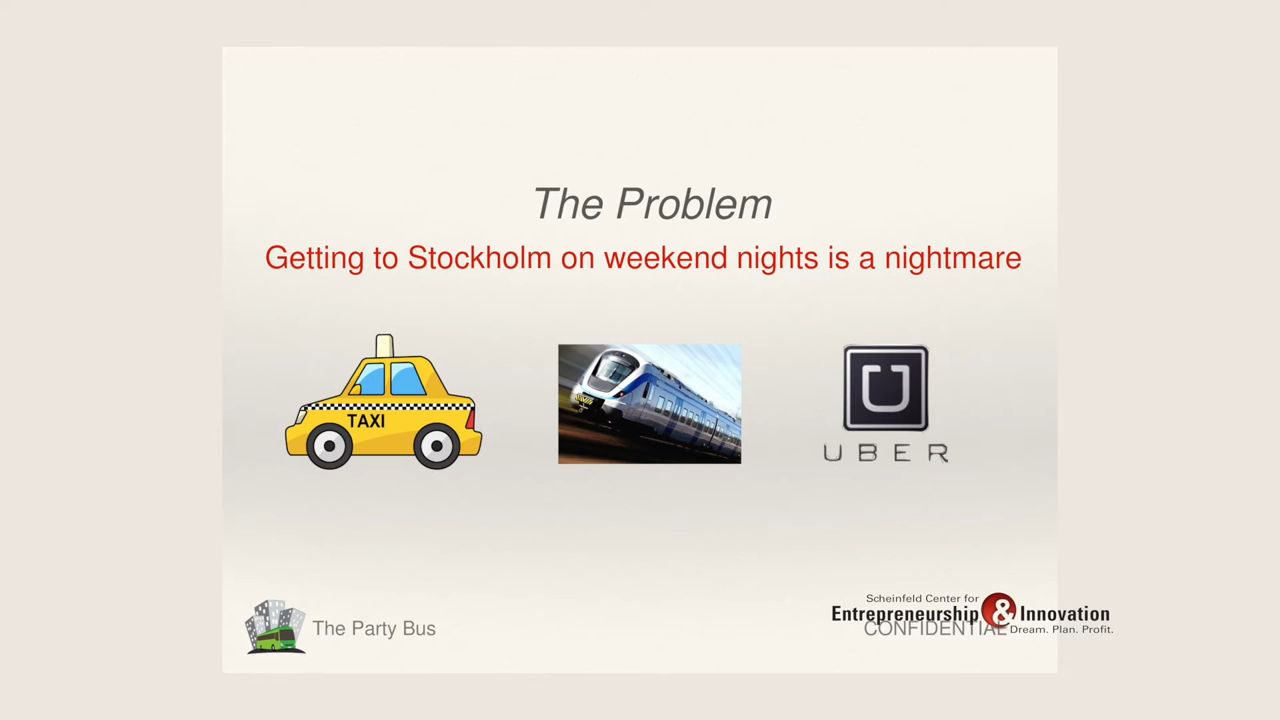 The Problem
Getting to Stockholm on weekend nights is a nightmare
TAXI
UBER
The Party Bus
Scheinfeld Center for
Entrepreneurship & Innovation
CONFIDENTIAL
Dream. Plan. Profit.